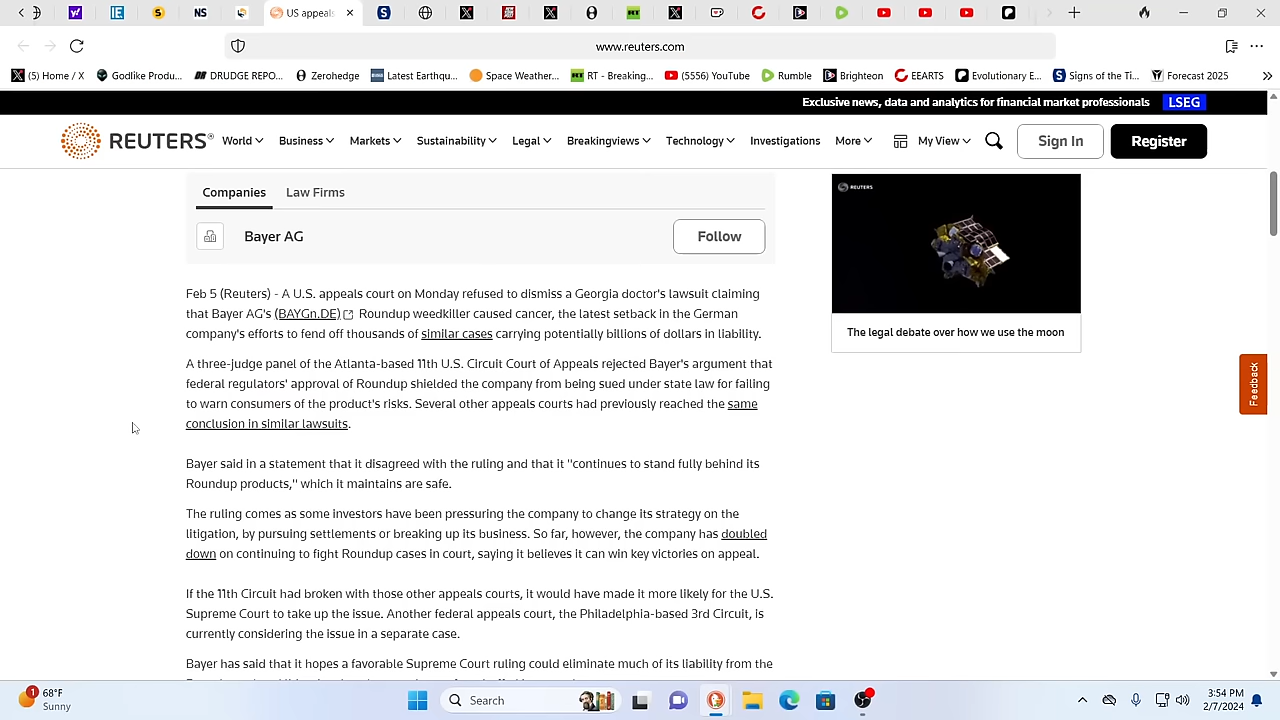 US appeals
www.reuters.com
(5) Home / X
Godlike Produ...
DRUDGE REPO...
Zerohedge
Latest Earthqu...
Space Weather...
RT - Breaking...
(5556) YouTube
Rumble
Brighteon
EEARTS
Evolutionary E...
Signs of the Ti...
Forecast 2025
Exclusive news, data and analytics for financial market professionals LSEG
REUTERS®
World
Business
Markets
Sustainability
Legal
Breakingviews
Technology
Investigations
More
My View
Sign In
Register
Companies
Law Firms
Bayer AG
Follow
REUTERS
The legal debate over how we use the moon
Feedback
Feb 5 (Reuters) - A U.S. appeals court on Monday refused to dismiss a Georgia doctor's lawsuit claiming
that Bayer AG's (BAYGn.DE) Roundup weedkiller caused cancer, the latest setback in the German
company's efforts to fend off thousands of similar cases carrying potentially billions of dollars in liability.
A three-judge panel of the Atlanta-based 11th U.S. Circuit Court of Appeals rejected Bayer's argument that
federal regulators' approval of Roundup shielded the company from being sued under state law for failing
to warn consumers of the product's risks. Several other appeals courts had previously reached the same
conclusion in similar lawsuits.
Bayer said in a statement that it disagreed with the ruling and that it "continues to stand fully behind its
Roundup products," which it maintains are safe.
The ruling comes as some investors have been pressuring the company to change its strategy on the
litigation, by pursuing settlements or breaking up its business. So far, however, the company has doubled
down on continuing to fight Roundup cases in court, saying it believes it can win key victories on appeal.
If the 11th Circuit had broken with those other appeals courts, it would have made it more likely for the U.S.
Supreme Court to take up the issue. Another federal appeals court, the Philadelphia-based 3rd Circuit, is
currently considering the issue in a separate case.
Bayer has said that it hopes a favorable Supreme Court ruling could eliminate much of its liability from the
1
68°F
Sunny
Search
3:54 PM
2/7/2024